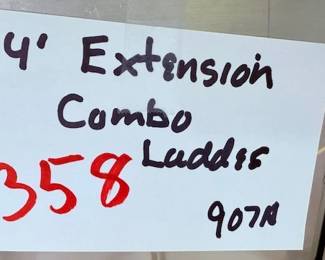 4' Extension
Combo
Ladder
358
907A